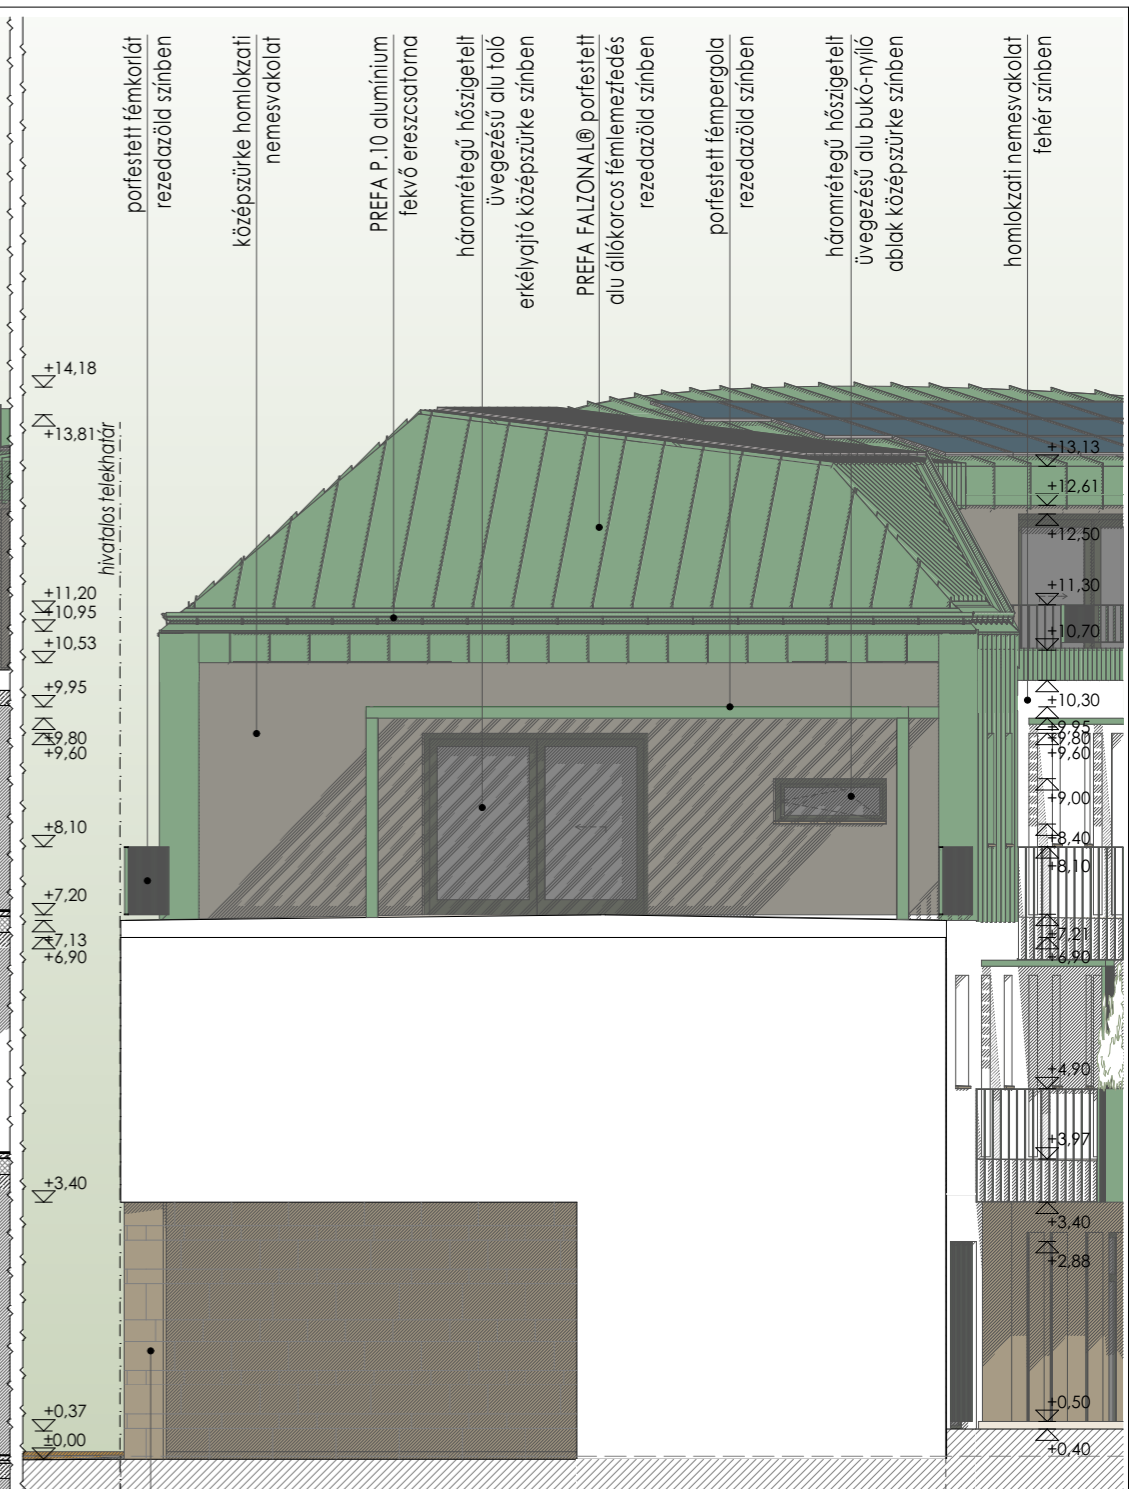 porfestett fémkorlát
rezedazöld színben
középszürke homlokzati
nemesvakolat
PREFA P.10 alumínium
fekvő ereszcsatorna
háromrétegű hőszigetelt
üvegezésű alu toló
erkélyajtó középszürke színben
PREFA FALZONAL® porfestett
alu állókorcos fémlemezfedés
rezedazöld színben
porfestett fémpergola
rezedazöld színben
háromrétegű hőszigetelt
üvegezésű alu bukó-nyíló
ablak középszürke színben
homlokzati nemesvakolat
fehér színben
hivatalos telekhatár
+14,18
+13,81
+11,20
+10,95
+10,53
+9,95
+9,80
+9,60
+8,10
+7,20
+7,13
+6,90
+3,40
+0,37
±0,00
+13,13
+12,61
+12,50
+11,30
+10,70
+10,30
+9,95
+9,80
+9,60
+9,00
+8,40
+8,10
+7,21
+6,90
+4,90
+3,97
+3,40
+2,88
+0,50
+0,40